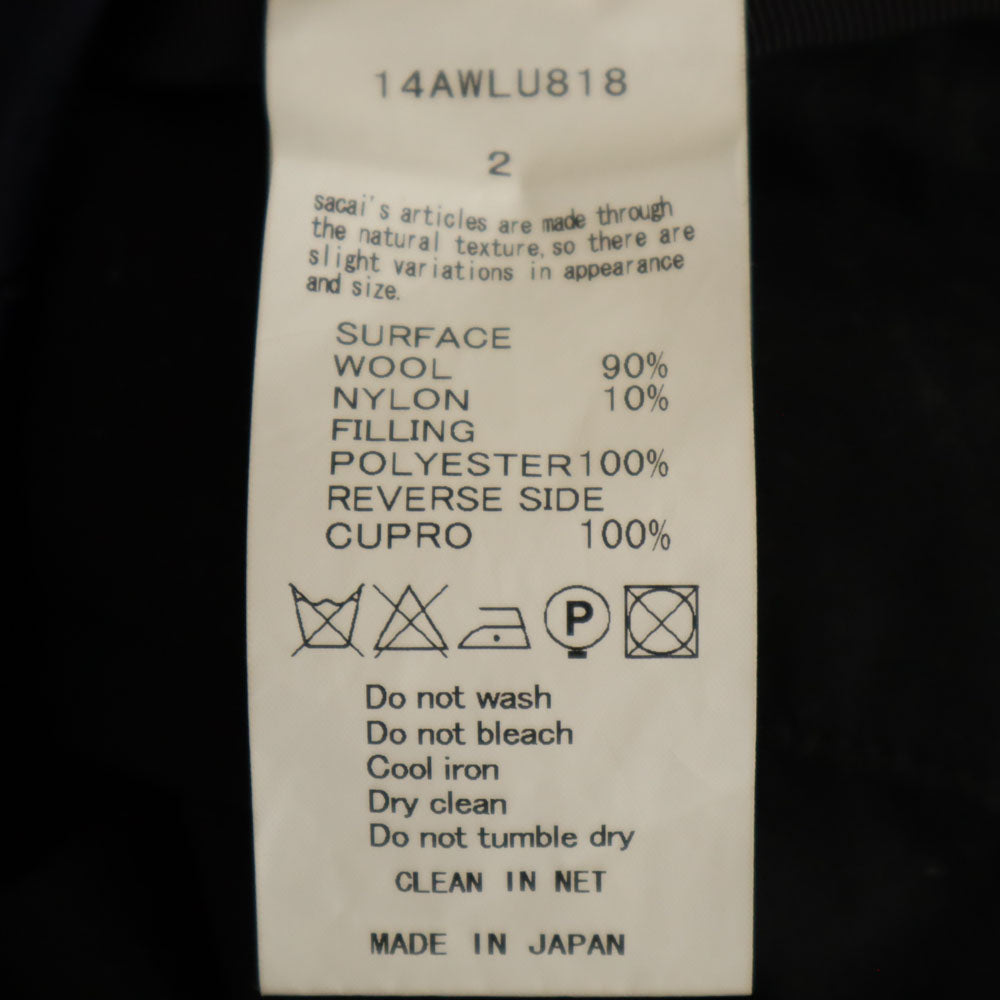 14AWLU818
2
sacai's articles are made through
the natural texture, so there are
slight variations in appearance
and size.
SURFACE
WOOL 90%
NYLON 10%
FILLING
POLYESTER 100%
REVERSE SIDE
CUPRO 100%
P
Do not wash
Do not bleach
Cool iron
Dry clean
Do not tumble dry
CLEAN IN NET
MADE IN JAPAN